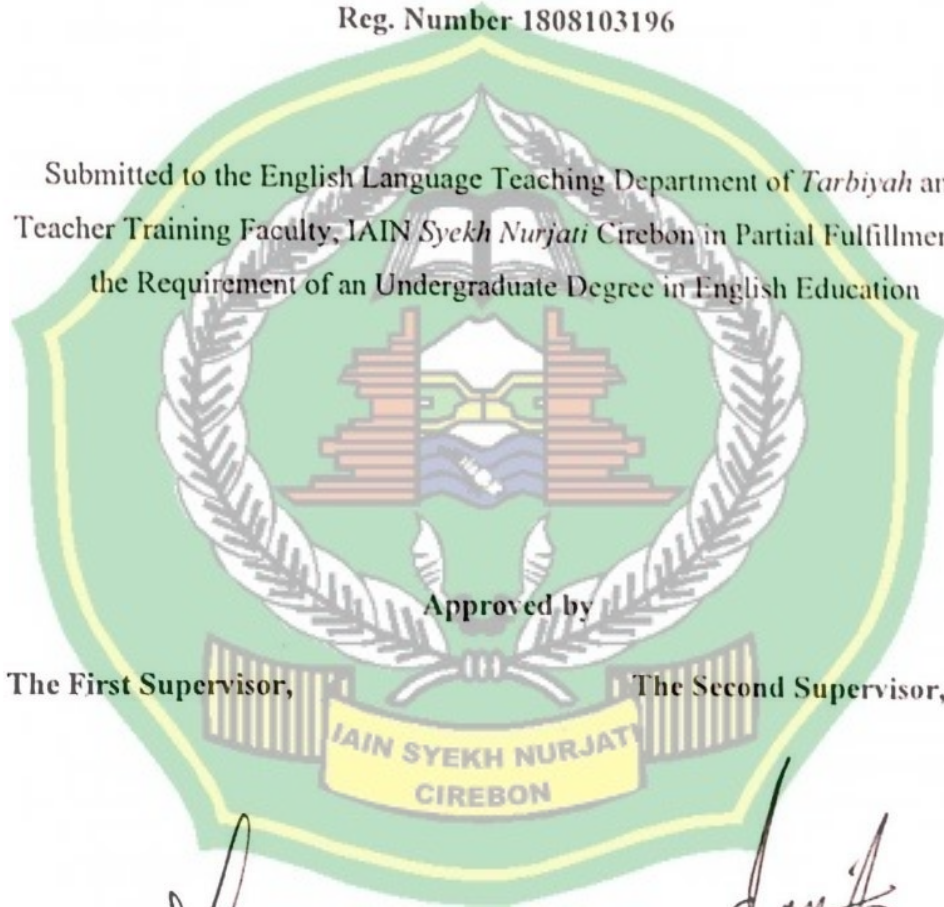 Reg. Number 1808103196
Submitted to the English Language Teaching Department of Tarbiyah
Teacher Training Faculty, IAIN Syekh Nurjati Cirebon in Partial
the Requirement of an Undergraduate Degree in English Education
Approved by
The First Supervisor,
The Second Supervisor,
IAIN SYEKH NURJATI
CIREBON